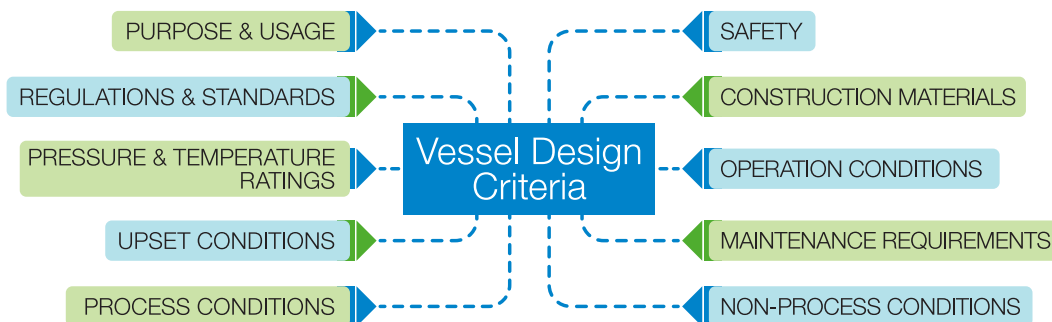 PURPOSE & USAGE
REGULATIONS & STANDARDS
PRESSURE & TEMPERATURE
RATINGS
UPSET CONDITIONS
PROCESS CONDITIONS
Vessel Design
Criteria
SAFETY
CONSTRUCTION MATERIALS
OPERATION CONDITIONS
MAINTENANCE REQUIREMENTS
NON-PROCESS CONDITIONS